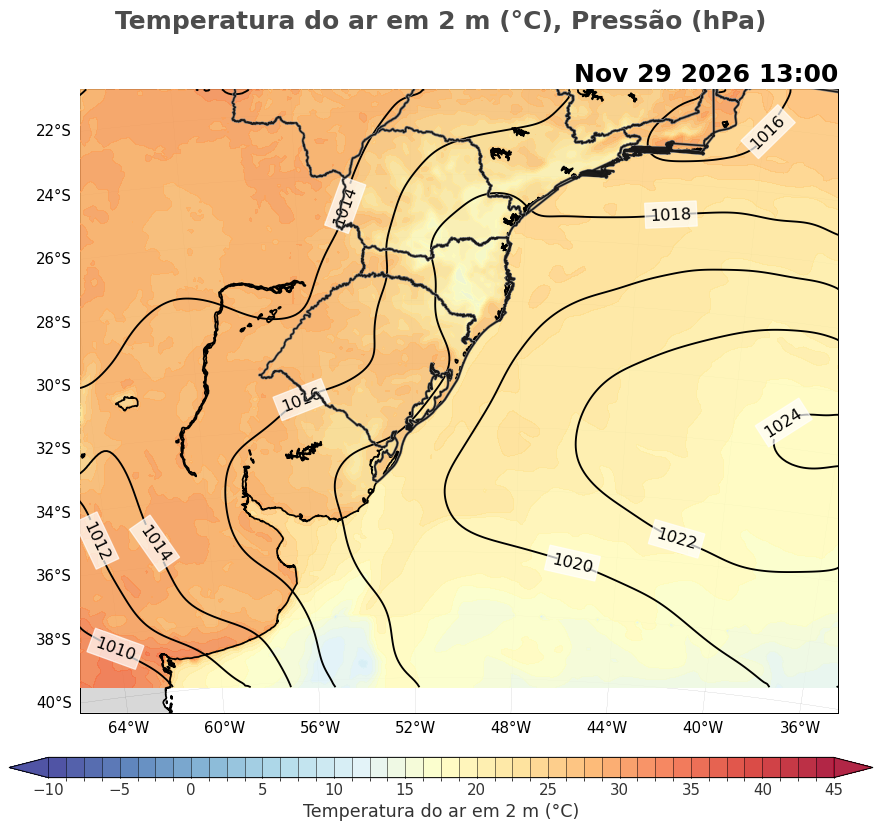 Temperatura do ar em 2 m (°C), Pressão (hPa)
Nov 29 2026 13:00
22°S
24°S
26°S
28°S
30°S
32°S
34°S
36°S
38°S
40°S
1016
1014
1018
1016
1024
1012
1014
1022
1020
1010
64°W 60°W 56°W 52°W 48°W 44°W 40°W 36°W
−10 −5 0 5 10 15 20 25 30 35 40 45
Temperatura do ar em 2 m (°C)